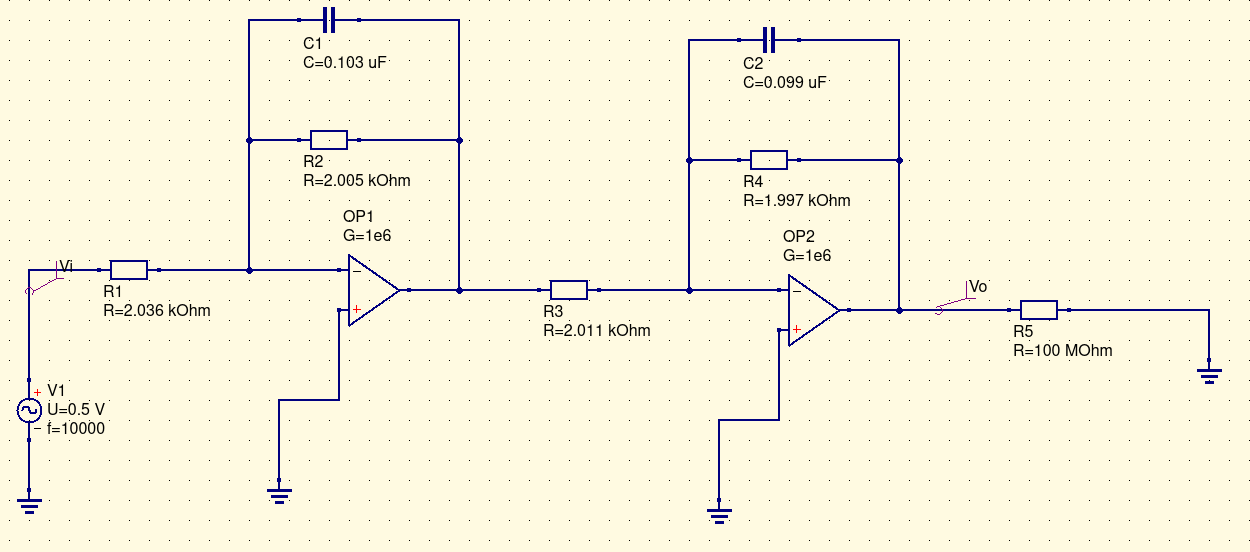 C1
C=0.103 uF
C2
C=0.099 uF
R2
R=2.005 kOhm
R4
R=1.997 kOhm
OP1
G=1e6
OP2
G=1e6
Vi
R1
R=2.036 kOhm
R3
R=2.011 kOhm
Vo
R5
R=100 MOhm
V1
U=0.5 V
f=10000